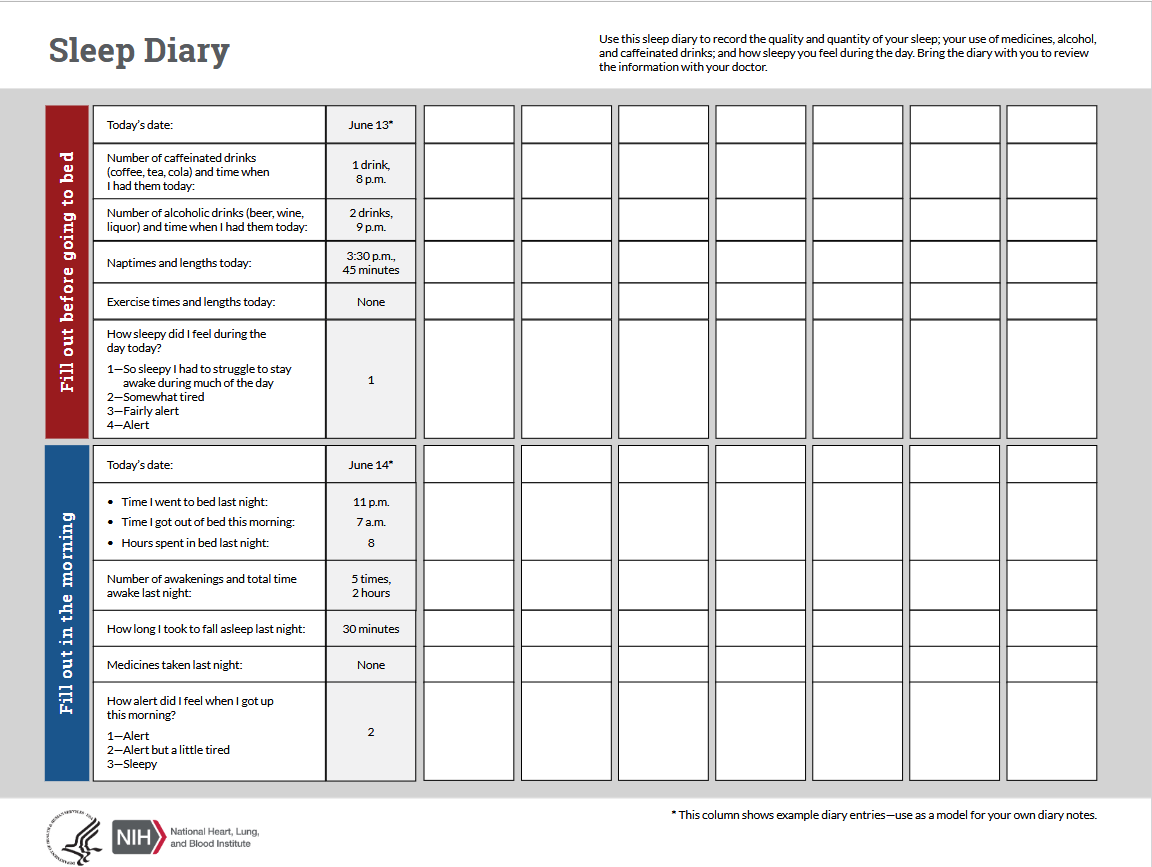 Sleep Diary
Use this sleep diary to record the quality and quantity of your sleep; your use of medicines, alcohol,
and caffeinated drinks; and how sleepy you feel during the day. Bring the diary with you to review
the information with your doctor.
Fill out before going to bed
Today's date:
June 13*
Number of caffeinated drinks
(coffee, tea, cola) and time when
I had them today:
1 drink,
8 p.m.
Number of alcoholic drinks (beer, wine,
liquor) and time when I had them today:
2 drinks,
9 p.m.
Naptimes and lengths today:
3:30 p.m.,
45 minutes
Exercise times and lengths today:
None
How sleepy did I feel during the
day today?
1—So sleepy I had to struggle to stay
awake during much of the day
2—Somewhat tired
3—Fairly alert
4—Alert
1
Fill out in the morning
Today's date:
June 14*
• Time I went to bed last night:
11 p.m.
• Time I got out of bed this morning:
7 a.m.
• Hours spent in bed last night:
8
Number of awakenings and total time
awake last night:
5 times,
2 hours
How long I took to fall asleep last night:
30 minutes
Medicines taken last night:
None
How alert did I feel when I got up
this morning?
1—Alert
2—Alert but a little tired
3—Sleepy
2
* This column shows example diary entries—use as a model for your own diary notes.
NIH
National Heart, Lung,
and Blood Institute